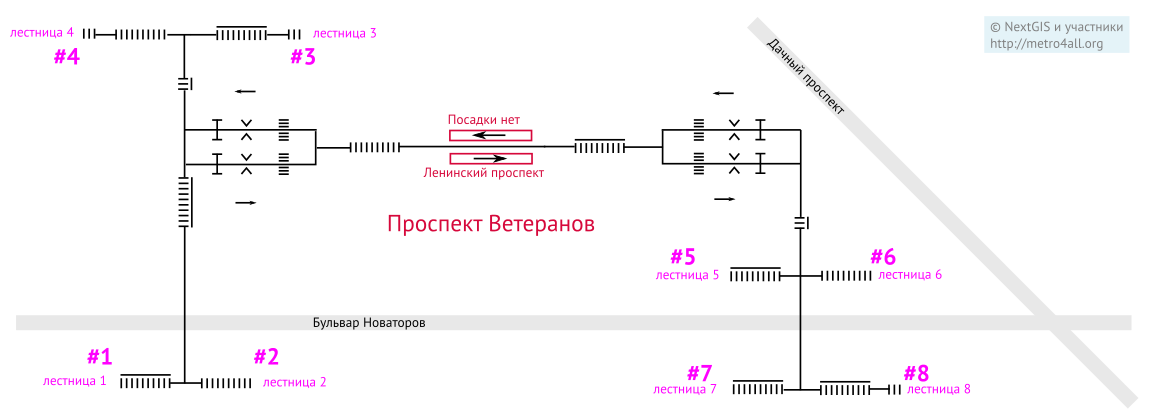 лестница 4
лестница 3
#4
#3
© NextGIS и участники
http://metro4all.org
Дачный проспект
Посадки нет
Ленинский проспект
Проспект Ветеранов
#5
#6
лестница 5
лестница 6
Бульвар Новаторов
#1
#2
лестница 1
лестница 2
#7
#8
лестница 7
лестница 8